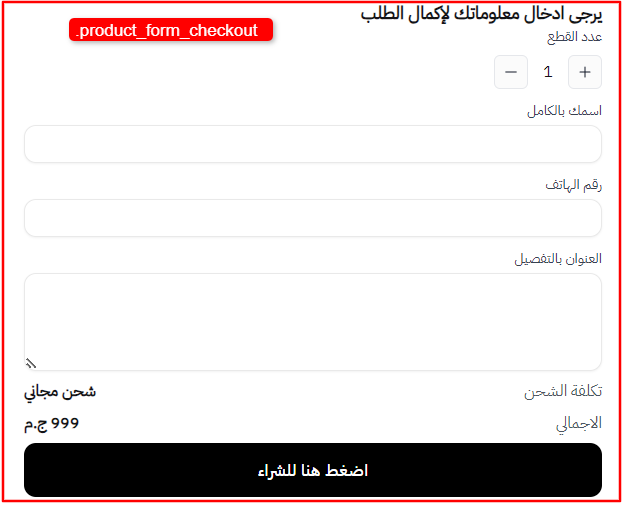 يرجى ادخال معلوماتك لإكمال الطلب
.product_form_checkout
عدد القطع
+ 1 −
اسمك بالكامل
رقم الهاتف
العنوان بالتفصيل
تكلفة الشحن شحن مجاني
الاجمالي 999 ج.م
اضغط هنا للشراء